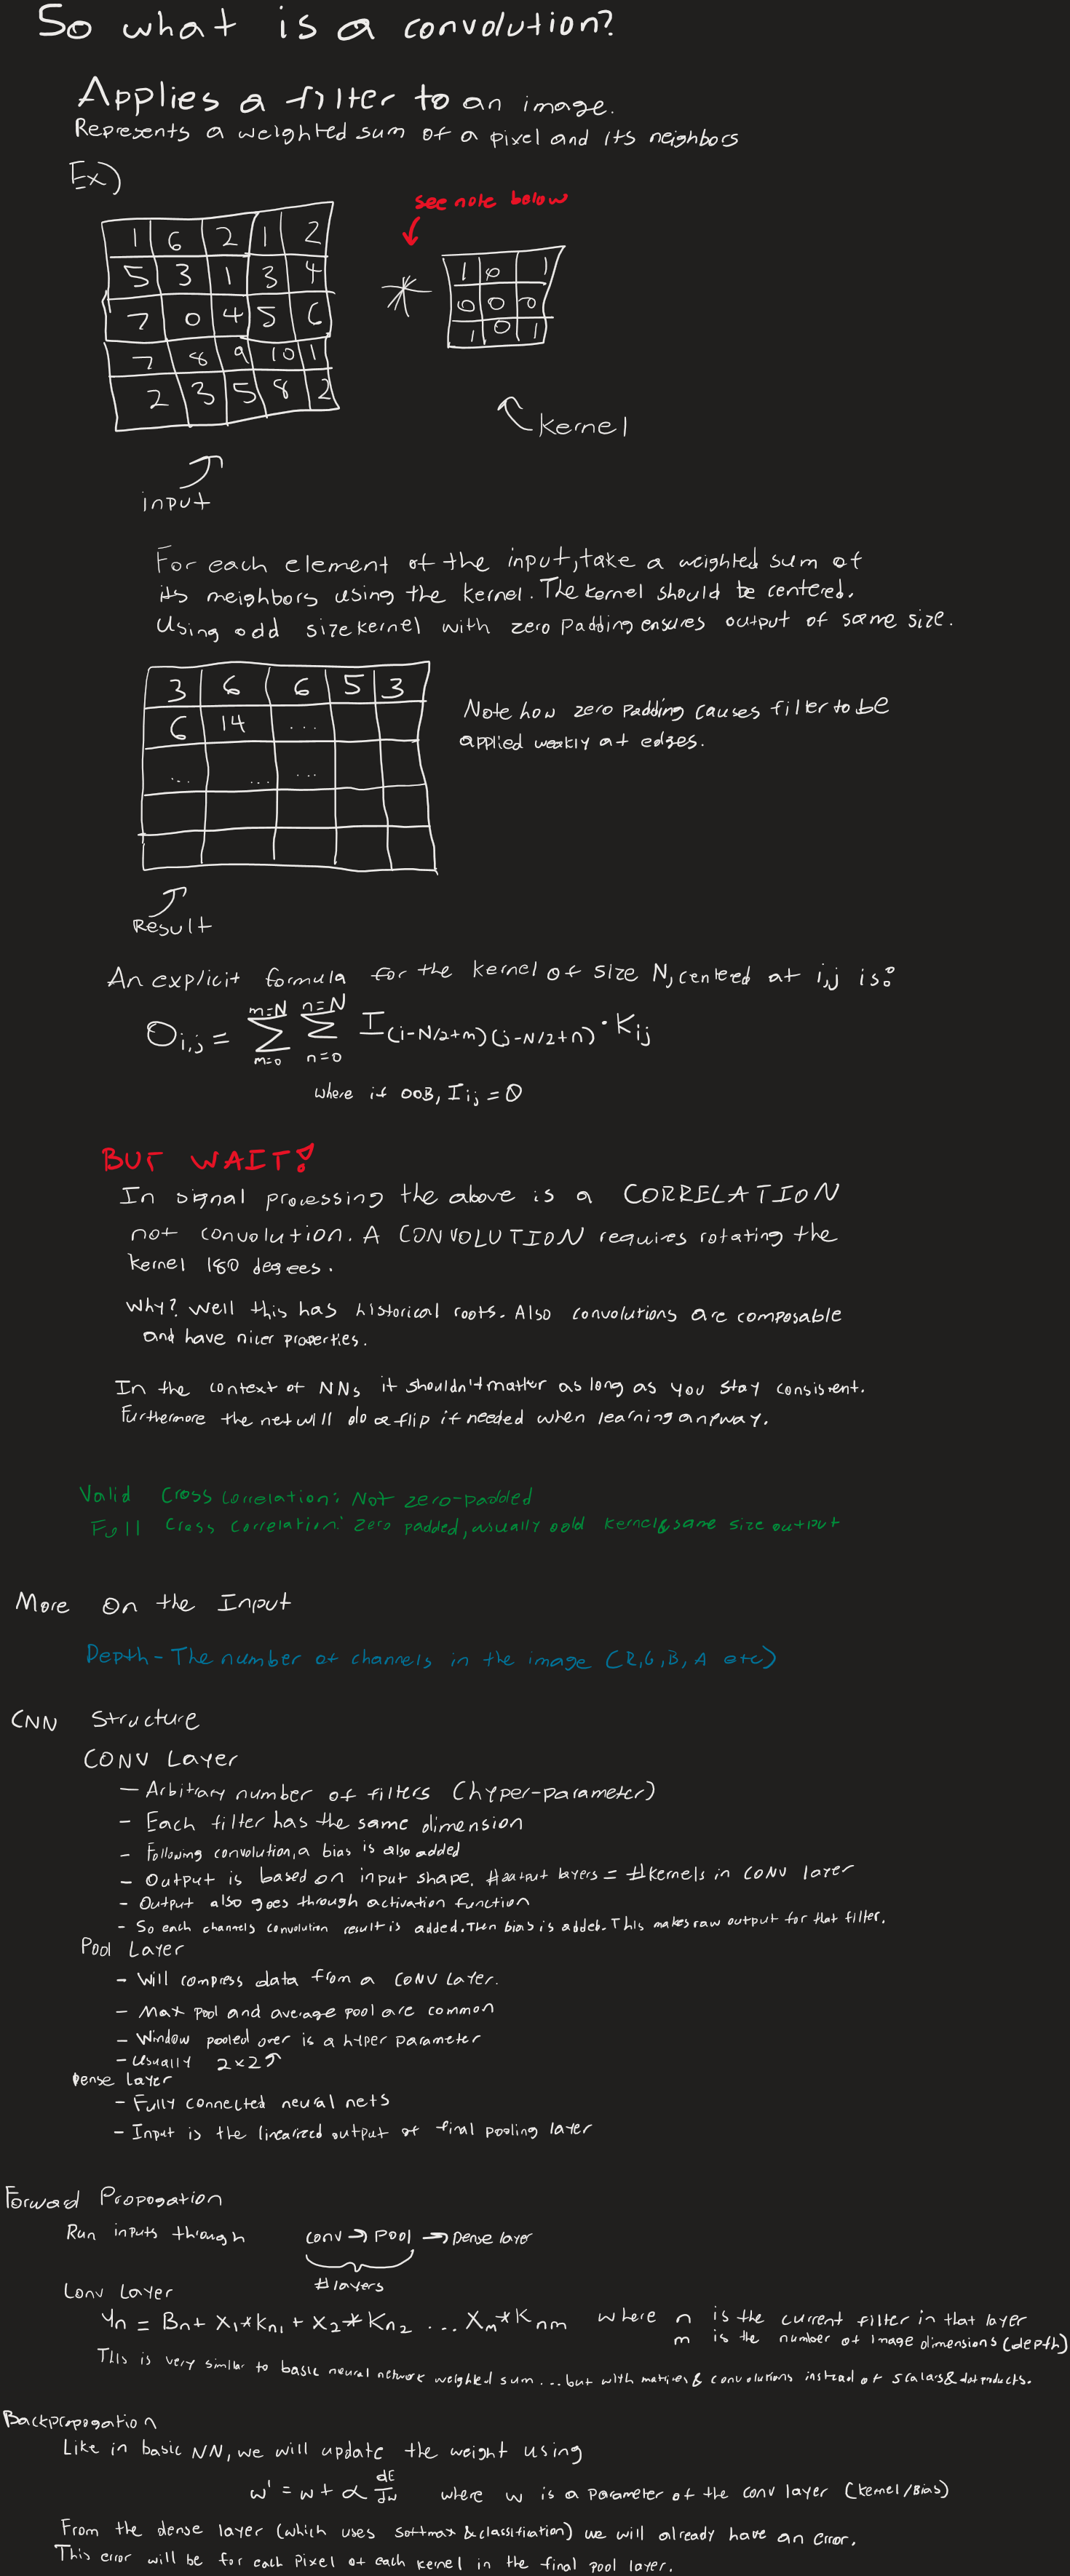 So what is a convolution?
Applies a filter to an image.
Represents a weighted sum of a pixel and its neighbors
Ex)
see note below
1 6 2 1 2
5 3 1 3 4
7 0 4 5 6
7 8 9 10 1
2 3 5 8 2
*
1 0 1
0 0 0
1 0 1
kernel
input
For each element of the input, take a weighted sum of
its neighbors using the kernel. The kernel should be centered.
Using odd size kernel with zero padding ensures output of same size.
3 6 6 5 3
6 14 ...
... ... ...
Note how zero padding causes filter to be
applied weakly at edges.
Result
An explicit formula for the kernel of size N, centered at i,j is:
O_{i,j} = \sum_{m=0}^{m=N} \sum_{n=0}^{n=N} I_{(i-N/2+m)(j-N/2+n)} \cdot K_{ij}
where if OOB, I_{ij} = 0
BUT WAIT!
In signal processing the above is a CORRELATION
not convolution. A CONVOLUTION requires rotating the
kernel 180 degees.
Why? Well this has historical roots. Also convolutions are composable
and have nicer properties.
In the context of NNs it shouldn't matter as long as you stay consistent.
Furthermore the net will do a flip if needed when learning anyway.
Valid Cross Correlation: Not zero-padded
Full Cross Correlation: zero padded, usually odd kernel & same size output
More On the Input
Depth - The number of channels in the image (R,G,B,A etc)
CNN Structure
CONV Layer
- Arbitrary number of filters (hyper-parameter)
- Each filter has the same dimension
- Following convolution, a bias is also added
- Output is based on input shape. #output layers = #kernels in CONV layer
- Output also goes through activation function
- So each channels convolution result is added. Then bias is added. This makes raw output for that filter.
Pool Layer
- Will compress data from a CONV Layer.
- Max pool and average pool are common
- Window pooled over is a hyper parameter
- Usually 2x2
Dense Layer
- Fully connected neural nets
- Input is the linearized output of final pooling layer
Forward Propogation
Run inputs through conv → Pool → Dense layer
# layers
Conv Layer
Y_n = B_n + X_1 * K_{n1} + X_2 * K_{n2} ... X_m * K_{nm} where n is the current filter in that layer
m is the number of image dimensions (depth)
This is very similar to basic neural network weighted sum... but with matrices & convolutions instead of scalars & dot products.
Backpropogation
Like in basic NN, we will update the weight using
w' = w + α dE/dw where w is a parameter of the conv layer (kernel/Bias)
From the dense layer (which uses softmax & classification) we will already have an error.
This error will be for each pixel of each kernel in the final pool layer.